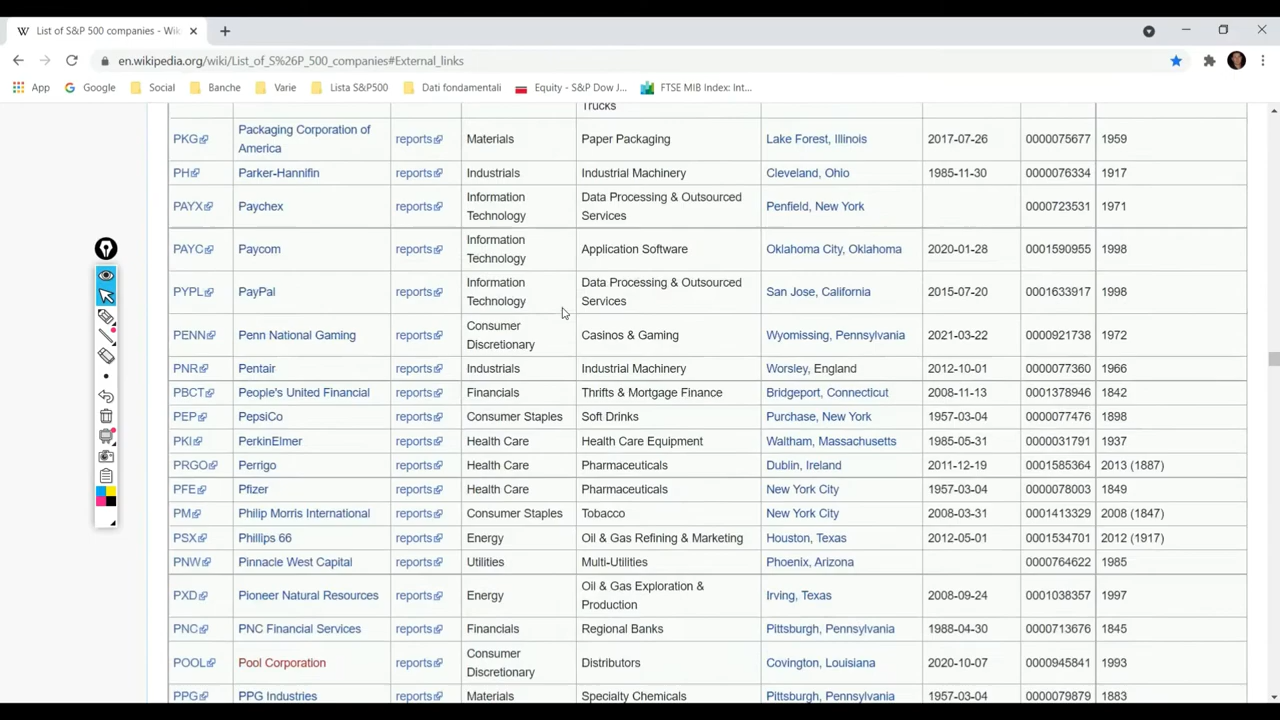 List of S&P 500 companies - Wik
en.wikipedia.org/wiki/List_of_S%26P_500_companies#External_links
App Google Social Banche Varie Lista S&P500 Dati fondamentali Equity - S&P Dow J... FTSE MIB Index: Int...
Trucks
PKG Packaging Corporation of America reports Materials Paper Packaging Lake Forest, Illinois 2017-07-26 0000075677 1959
PH Parker-Hannifin reports Industrials Industrial Machinery Cleveland, Ohio 1985-11-30 0000076334 1917
PAYX Paychex reports Information Technology Data Processing & Outsourced Services Penfield, New York 0000723531 1971
PAYC Paycom reports Information Technology Application Software Oklahoma City, Oklahoma 2020-01-28 0001590955 1998
PYPL PayPal reports Information Technology Data Processing & Outsourced Services San Jose, California 2015-07-20 0001633917 1998
PENN Penn National Gaming reports Consumer Discretionary Casinos & Gaming Wyomissing, Pennsylvania 2021-03-22 0000921738 1972
PNR Pentair reports Industrials Industrial Machinery Worsley, England 2012-10-01 0000077360 1966
PBCT People's United Financial reports Financials Thrifts & Mortgage Finance Bridgeport, Connecticut 2008-11-13 0001378946 1842
PEP PepsiCo reports Consumer Staples Soft Drinks Purchase, New York 1957-03-04 0000077476 1898
PKI PerkinElmer reports Health Care Health Care Equipment Waltham, Massachusetts 1985-05-31 0000031791 1937
PRGO Perrigo reports Health Care Pharmaceuticals Dublin, Ireland 2011-12-19 0001585364 2013 (1887)
PFE Pfizer reports Health Care Pharmaceuticals New York City 1957-03-04 0000078003 1849
PM Philip Morris International reports Consumer Staples Tobacco New York City 2008-03-31 0001413329 2008 (1847)
PSX Phillips 66 reports Energy Oil & Gas Refining & Marketing Houston, Texas 2012-05-01 0001534701 2012 (1917)
PNW Pinnacle West Capital reports Utilities Multi-Utilities Phoenix, Arizona 0000764622 1985
PXD Pioneer Natural Resources reports Energy Oil & Gas Exploration & Production Irving, Texas 2008-09-24 0001038357 1997
PNC PNC Financial Services reports Financials Regional Banks Pittsburgh, Pennsylvania 1988-04-30 0000713676 1845
POOL Pool Corporation reports Consumer Discretionary Distributors Covington, Louisiana 2020-10-07 0000945841 1993
PPG PPG Industries reports Materials Specialty Chemicals Pittsburgh, Pennsylvania 1957-03-04 0000079879 1883